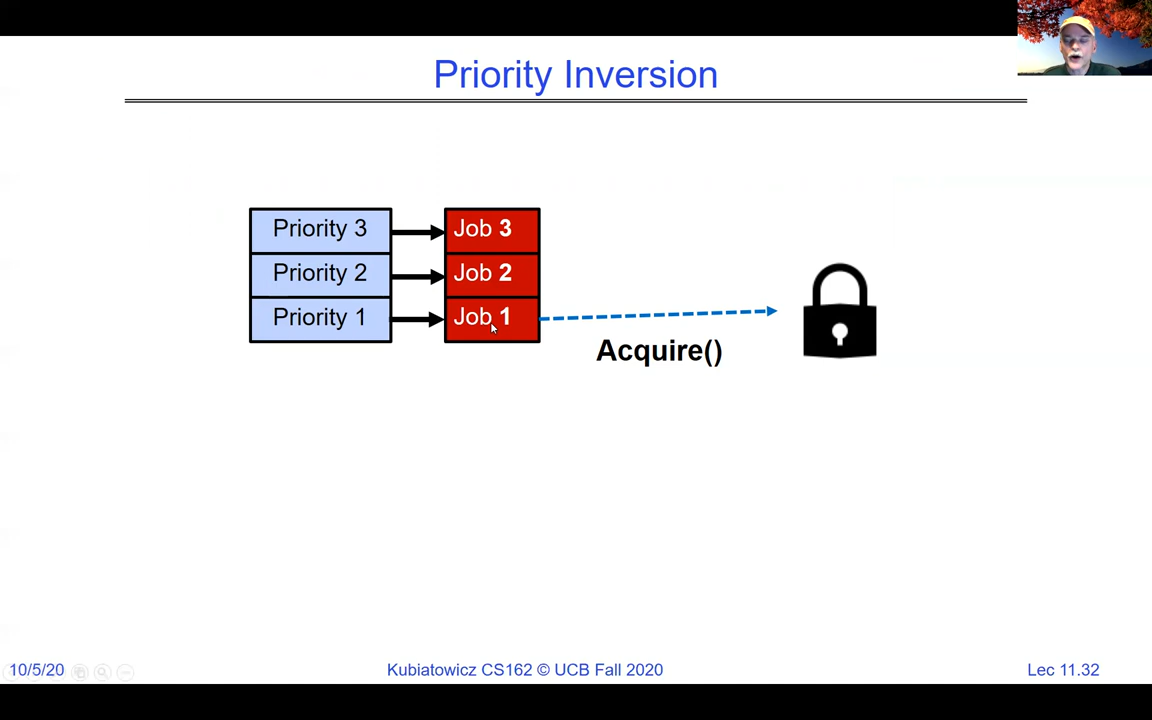 Priority Inversion
Priority 3 Job 3
Priority 2 Job 2
Priority 1 Job 1
Acquire()
10/5/20 Kubiatowicz CS162 © UCB Fall 2020 Lec 11.32